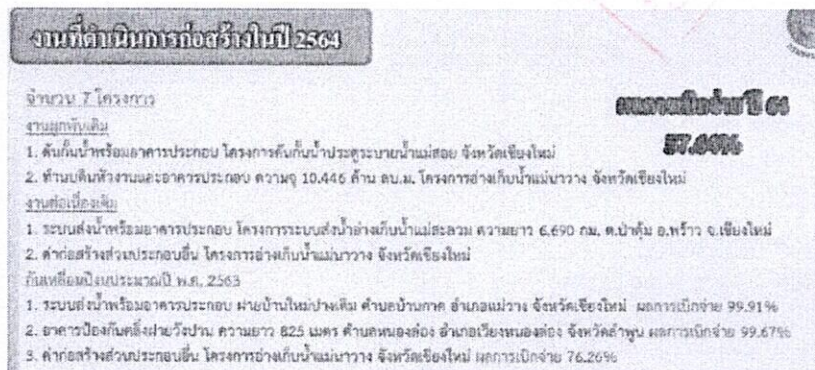 งานที่ดำเนินการก่อสร้างในปี 2564
จำนวน 7 โครงการ
ผลการเบิกจ่ายปี 64
งานผูกพันเดิม
1. คันกั้นน้ำพร้อมอาคารประกอบ โครงการคันกั้นน้ำประตูระบายน้ำแม่สอย จังหวัดเชียงใหม่
2. ทำนบดินหัวงานและอาคารประกอบ ความจุ 10.446 ล้าน ลบ.ม. โครงการอ่างเก็บน้ำแม่นาวาง จังหวัดเชียงใหม่
งานต่อเนื่องเดิม
1. ระบบส่งน้ำพร้อมอาคารประกอบ โครงการระบบส่งน้ำอ่างเก็บน้ำแม่สะลวม ความยาว 6.690 กม. ต.ป่าตุ้ม อ.พร้าว จ.เชียงใหม่
2. ค่าก่อสร้างส่วนประกอบอื่น โครงการอ่างเก็บน้ำแม่นาวาง จังหวัดเชียงใหม่
กันเหลื่อมปีงบประมาณปี พ.ศ. 2563
1. ระบบส่งน้ำพร้อมอาคารประกอบ ฝายบ้านใหม่ปางเติม ตำบลบ้านกาด อำเภอแม่วาง จังหวัดเชียงใหม่ ผลการเบิกจ่าย 99.91%
2. อาคารป้องกันตลิ่งฝายวังปาน ความยาว 825 เมตร ตำบลหนองล่อง อำเภอเวียงหนองล่อง จังหวัดลำพูน ผลการเบิกจ่าย 99.67%
3. ค่าก่อสร้างส่วนประกอบอื่น โครงการอ่างเก็บน้ำแม่นาวาง จังหวัดเชียงใหม่ ผลการเบิกจ่าย 76.26%